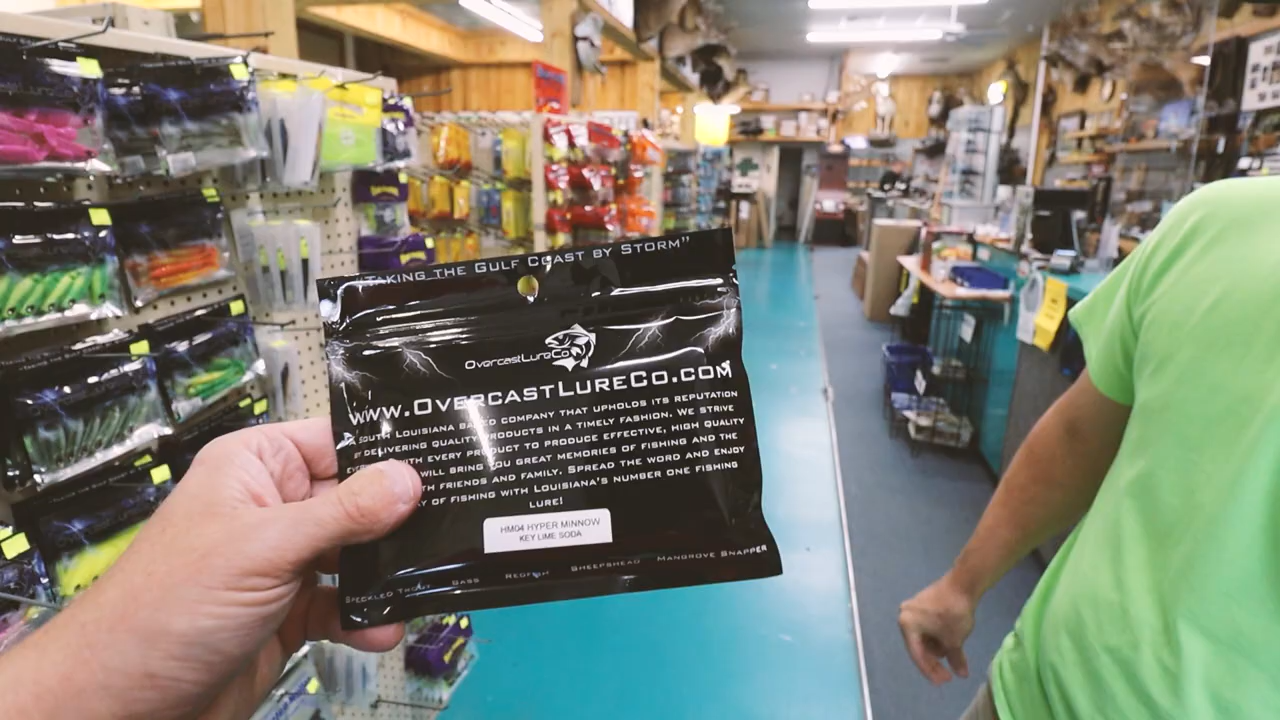 "TAKING THE GULF COAST BY STORM"
OVERCASTLURECO
WWW.OVERCASTLURECO.COM
A SOUTH LOUISIANA BASED COMPANY THAT UPHOLDS ITS REPUTATION
BY DELIVERING QUALITY PRODUCTS IN A TIMELY FASHION. WE STRIVE
WITH EVERY PRODUCT TO PRODUCE EFFECTIVE, HIGH QUALITY
WILL BRING YOU GREAT MEMORIES OF FISHING AND THE
FRIENDS AND FAMILY. SPREAD THE WORD AND ENJOY
OF FISHING WITH LOUISIANA'S NUMBER ONE FISHING
LURE!
HM04 HYPER MINNOW
KEY LIME SODA
SPECKLED TROUT BASS REDFISH SHEEPSHEAD MANGROVE SNAPPER